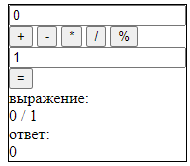 0
+ - * / %
1
=
выражение:
0 / 1
ответ:
0